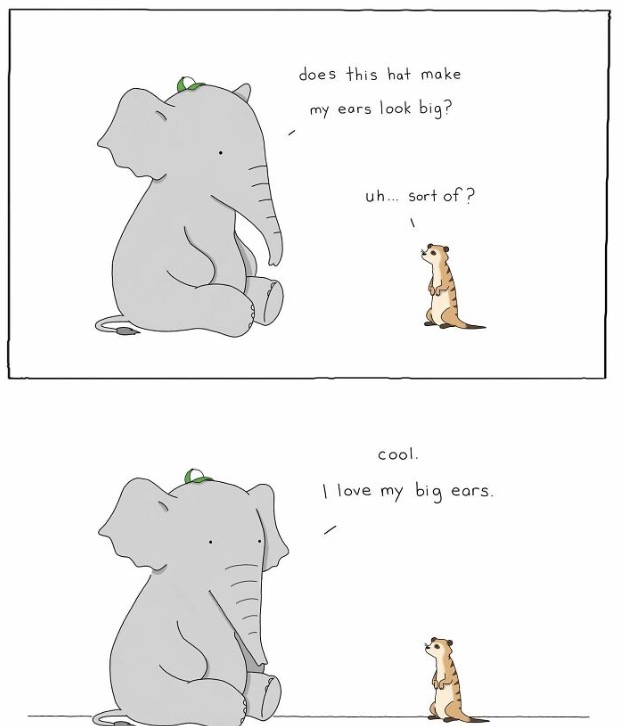 does this hat make
my ears look big?
uh... sort of?
cool.
I love my big ears.